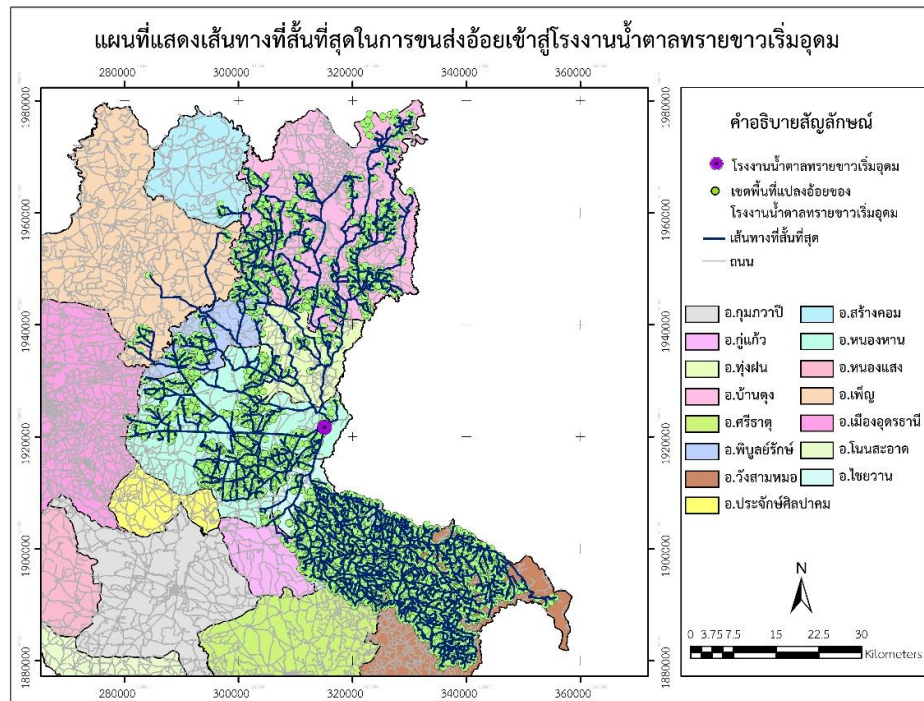 แผนที่แสดงเส้นทางที่สั้นที่สุดในการขนส่งอ้อยเข้าสู่โรงงานน้ำตาลทรายขาวเริ่มอุดม
280000 300000 320000 340000 360000
1980000 1980000
1960000 1960000
1940000 1940000
1920000 1920000
1900000 1900000
1880000 1880000
280000 300000 320000 340000 360000
คำอธิบายสัญลักษณ์
โรงงานน้ำตาลทรายขาวเริ่มอุดม
เขตพื้นที่แปลงอ้อยของ
โรงงานน้ำตาลทรายขาวเริ่มอุดม
เส้นทางที่สั้นที่สุด
ถนน
อ.กุมภวาปี อ.สร้างคอม
อ.กู่แก้ว อ.หนองหาน
อ.ทุ่งฝน อ.หนองแสง
อ.บ้านดุง อ.เพ็ญ
อ.ศรีธาตุ อ.เมืองอุดรธานี
อ.พิบูลย์รักษ์ อ.โนนสะอาด
อ.วังสามหมอ อ.ไชยวาน
อ.ประจักษ์ศิลปาคม
N
0 3.75 7.5 15 22.5 30
Kilometers